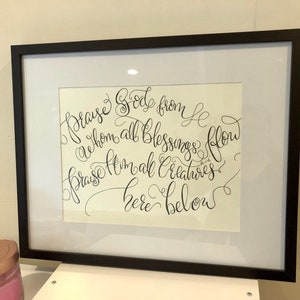 Praise God from
whom all Blessings flow
Praise Him all Creatures
here below